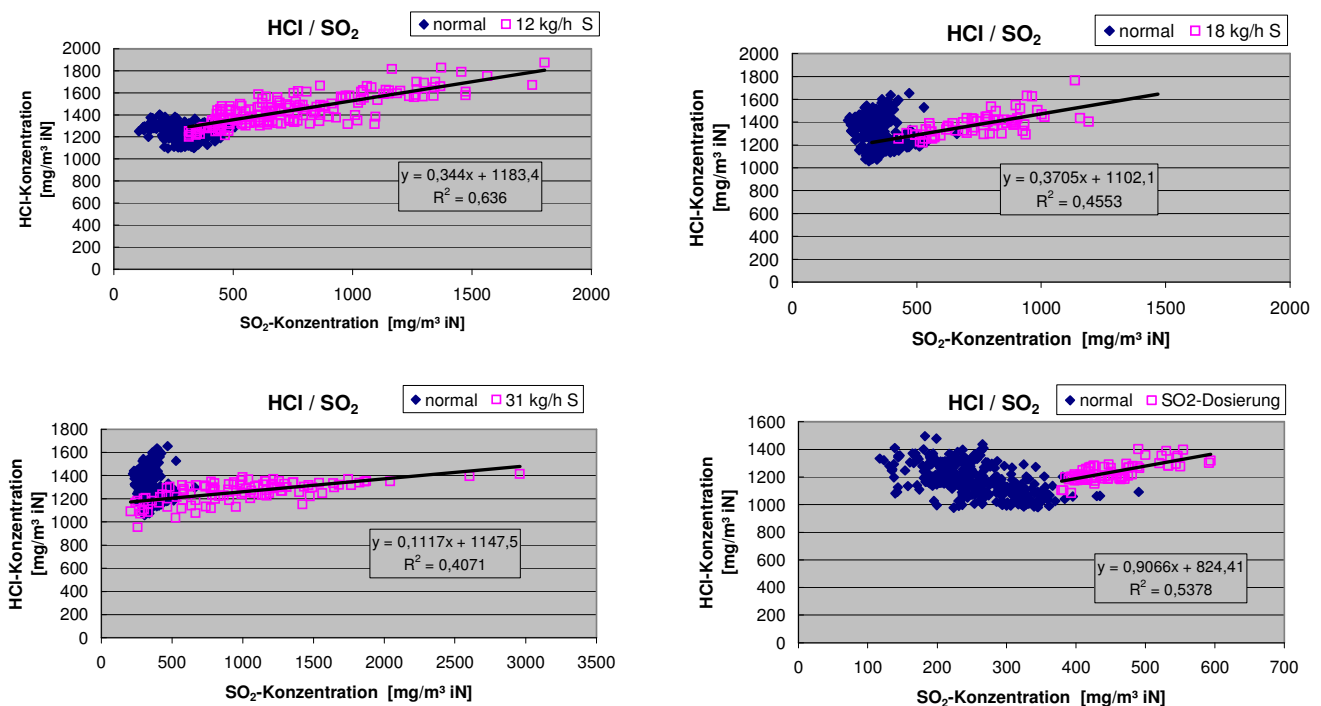 HCl / SO₂
normal 12 kg/h S
HCl-Konzentration
[mg/m³ iN]
2000
1800
1600
1400
1200
1000
800
600
400
200
0
y = 0,344x + 1183,4
R² = 0,636
0 500 1000 1500 2000
SO₂-Konzentration [mg/m³ iN]
HCl / SO₂
normal 18 kg/h S
HCl-Konzentration
[mg/m³ iN]
2000
1800
1600
1400
1200
1000
800
600
400
200
0
y = 0,3705x + 1102,1
R² = 0,4553
0 500 1000 1500 2000
SO₂-Konzentration [mg/m³ iN]
HCl / SO₂
normal 31 kg/h S
HCl-Konzentration
[mg/m³ iN]
1800
1600
1400
1200
1000
800
600
400
200
0
y = 0,1117x + 1147,5
R² = 0,4071
0 500 1000 1500 2000 2500 3000 3500
SO₂-Konzentration [mg/m³ iN]
HCl / SO₂
normal SO2-Dosierung
HCl-Konzentration
[mg/m³ iN]
1600
1400
1200
1000
800
600
400
200
0
y = 0,9066x + 824,41
R² = 0,5378
0 100 200 300 400 500 600 700
SO₂-Konzentration [mg/m³ iN]